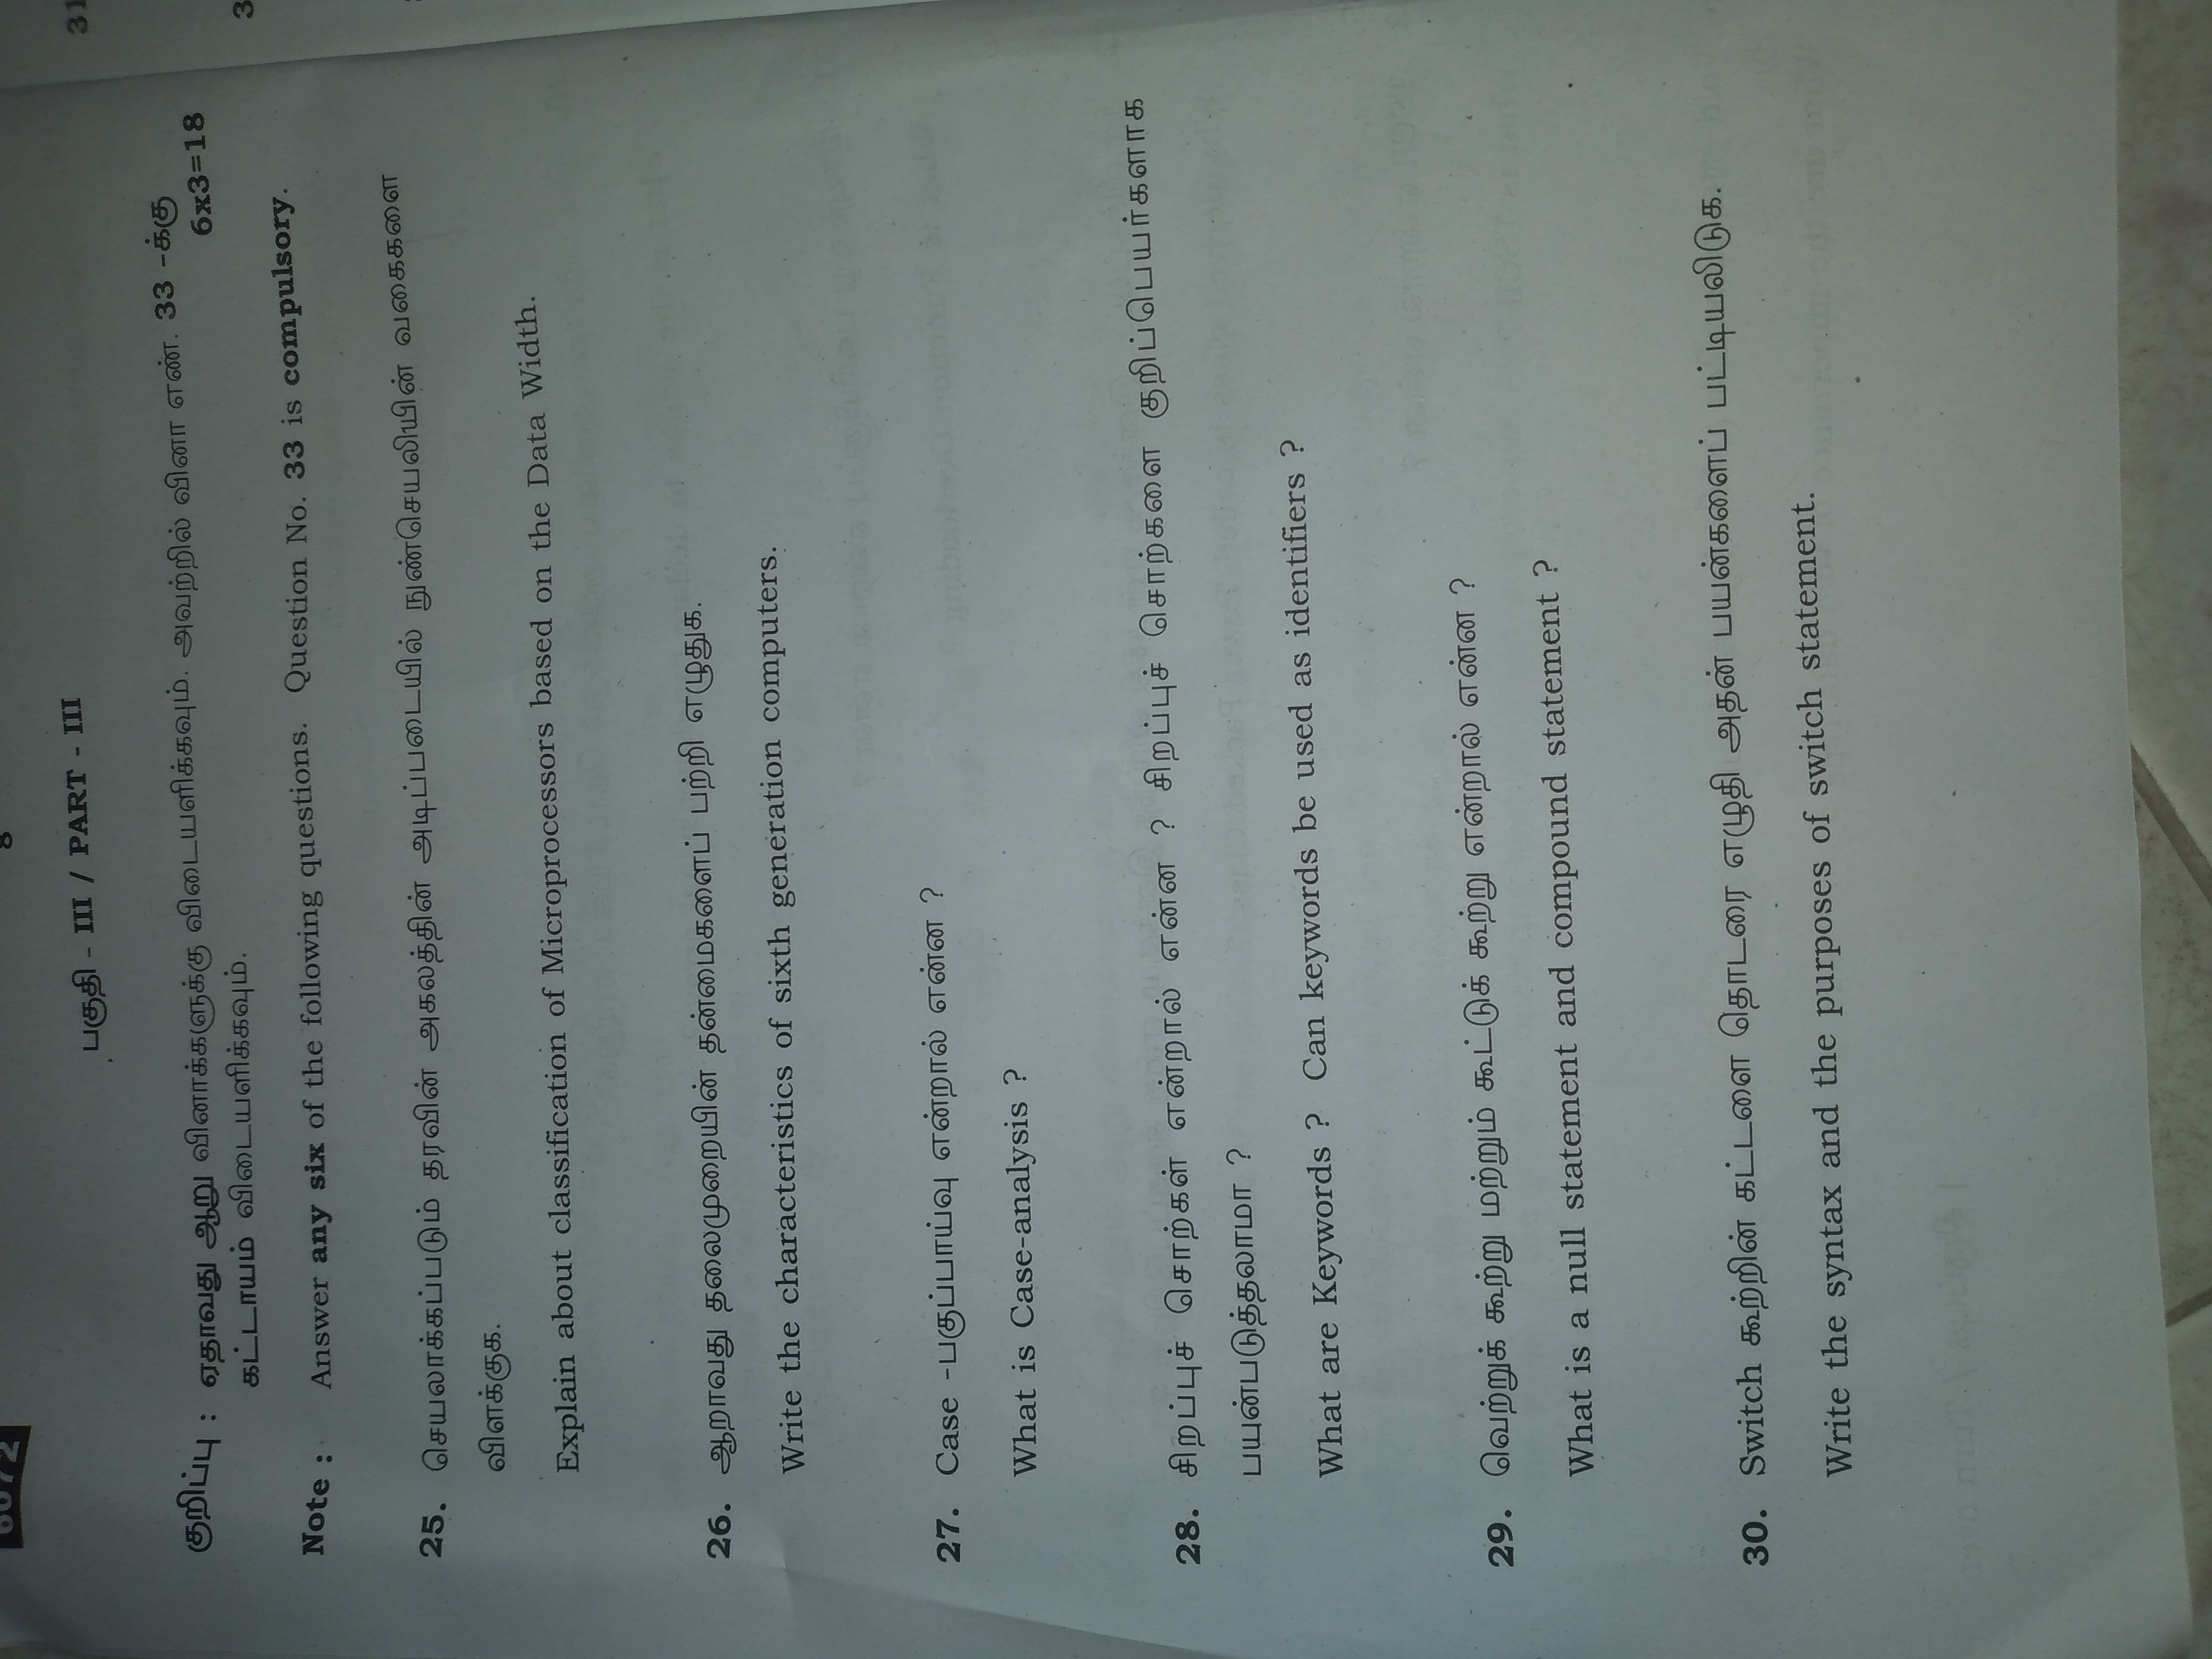 6072
8
பகுதி - III / PART - III
குறிப்பு : ஏதாவது ஆறு வினாக்களுக்கு விடையளிக்கவும். அவற்றில் வினா எண். 33 -க்கு
கட்டாயம் விடையளிக்கவும். 6x3=18
Note : Answer any six of the following questions. Question No. 33 is compulsory.
25. செயலாக்கப்படும் தரவின் அகலத்தின் அடிப்படையில் நுண்செயலியின் வகைகளை
விளக்குக.
Explain about classification of Microprocessors based on the Data Width.
26. ஆறாவது தலைமுறையின் தன்மைகளைப் பற்றி எழுதுக.
Write the characteristics of sixth generation computers.
27. Case -பகுப்பாய்வு என்றால் என்ன ?
What is Case-analysis ?
28. சிறப்புச் சொற்கள் என்றால் என்ன ? சிறப்புச் சொற்களை குறிப்பெயர்களாக
பயன்படுத்தலாமா ?
What are Keywords ? Can keywords be used as identifiers ?
29. வெற்றுக் கூற்று மற்றும் கூட்டுக் கூற்று என்றால் என்ன ?
What is a null statement and compound statement ?
30. Switch கூற்றின் கட்டளை தொடரை எழுதி அதன் பயன்களைப் பட்டியலிடுக.
Write the syntax and the purposes of switch statement.
31